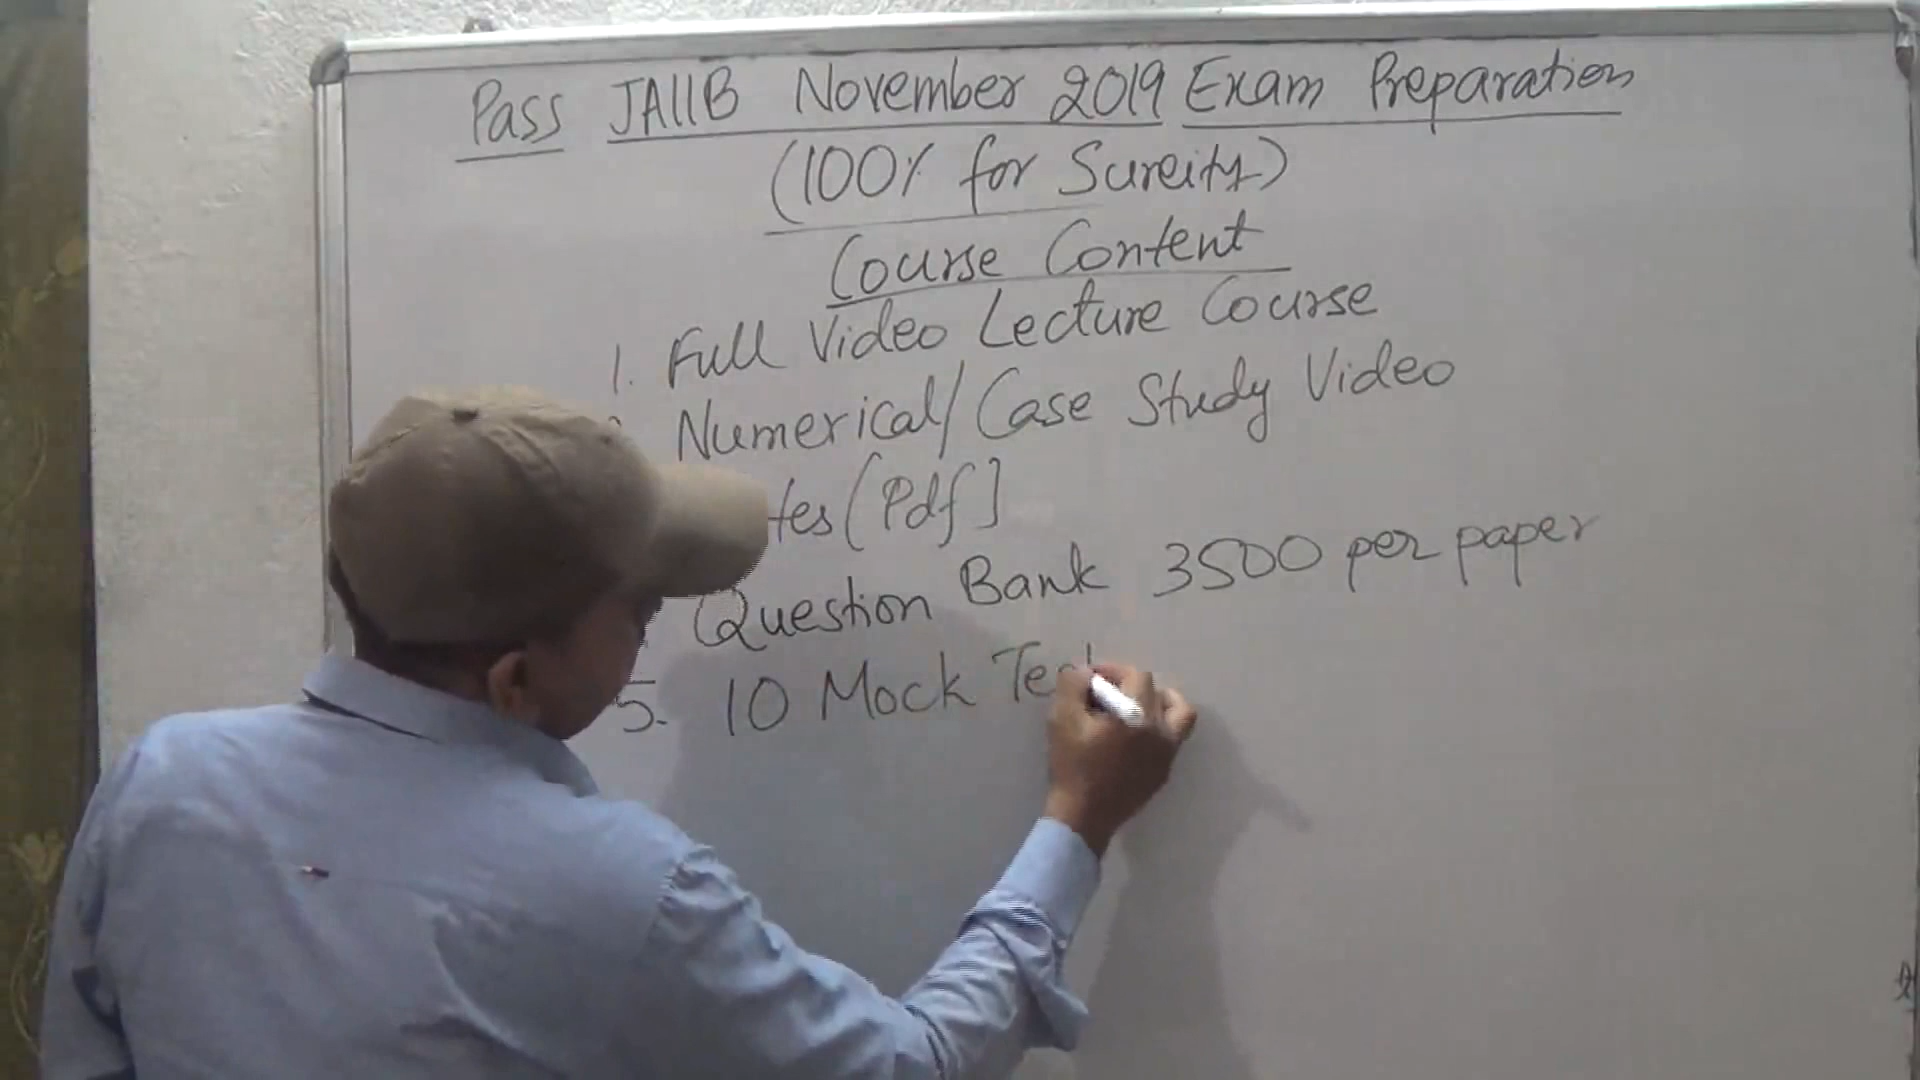 Pass JAIIB November 2019 Exam Preparation
(100% for Sureity)
Course Content
1. Full Video Lecture Course
Numerical/Case Study Video
tes (Pdf]
Question Bank 3500 per paper
5. 10 Mock Test